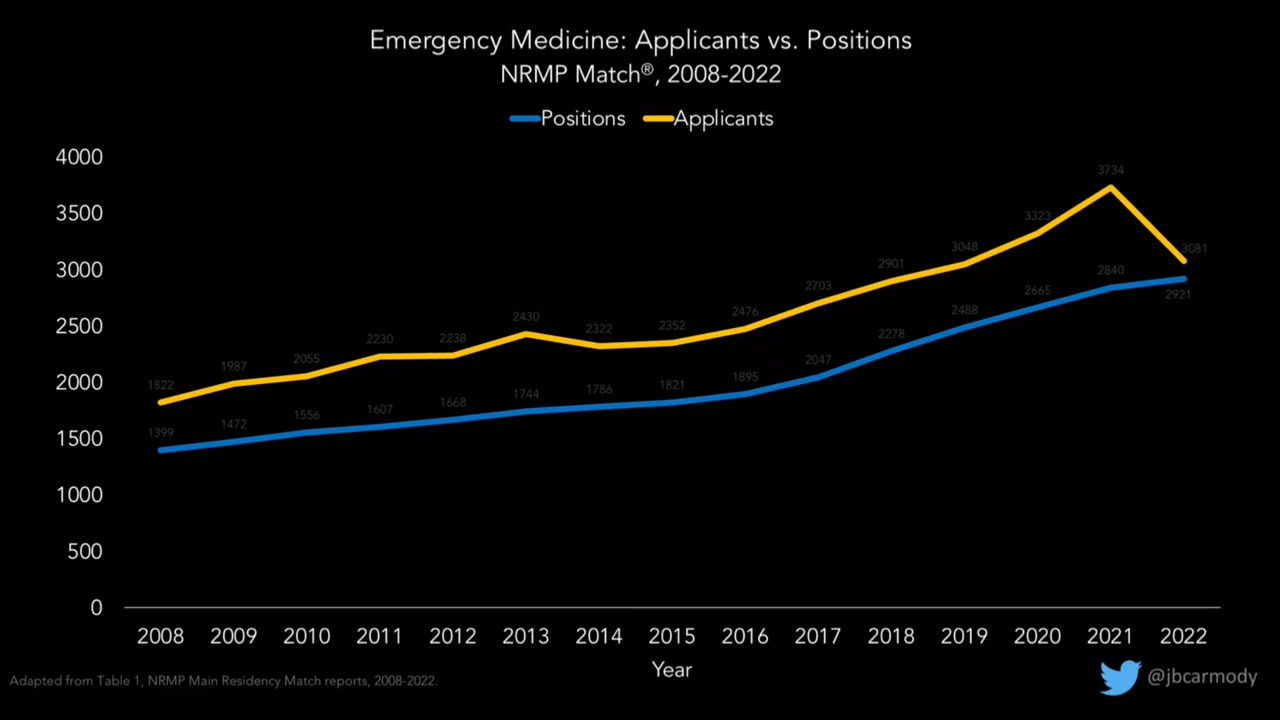 Emergency Medicine: Applicants vs. Positions
NRMP Match®, 2008-2022
Positions Applicants
4000
3500
3000
2500
2000
1500
1000
500
0
1822 1987 2055 2230 2238 2430 2322 2352 2476 2703 2901 3048 3323 3734 3081
1399 1472 1556 1607 1668 1744 1786 1821 1895 2047 2278 2488 2665 2840 2921
2008 2009 2010 2011 2012 2013 2014 2015 2016 2017 2018 2019 2020 2021 2022
Year
Adapted from Table 1, NRMP Main Residency Match reports, 2008-2022.
@jbcarmody